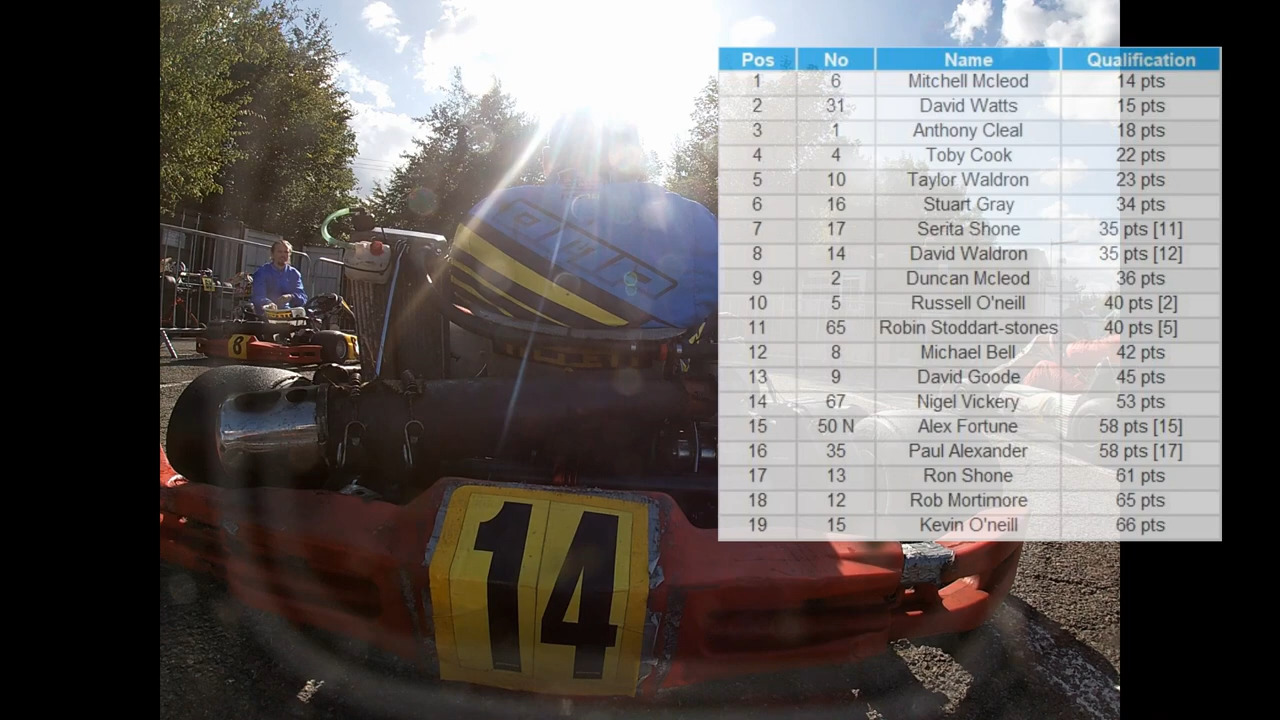 Pos No Name Qualification
1 6 Mitchell Mcleod 14 pts
2 31 David Watts 15 pts
3 1 Anthony Cleal 18 pts
4 4 Toby Cook 22 pts
5 10 Taylor Waldron 23 pts
6 16 Stuart Gray 34 pts
7 17 Serita Shone 35 pts [11]
8 14 David Waldron 35 pts [12]
9 2 Duncan Mcleod 36 pts
10 5 Russell O'neill 40 pts [2]
11 65 Robin Stoddart-stones 40 pts [5]
12 8 Michael Bell 42 pts
13 9 David Goode 45 pts
14 67 Nigel Vickery 53 pts
15 50 N Alex Fortune 58 pts [15]
16 35 Paul Alexander 58 pts [17]
17 13 Ron Shone 61 pts
18 12 Rob Mortimore 65 pts
19 15 Kevin O'neill 66 pts
8
14